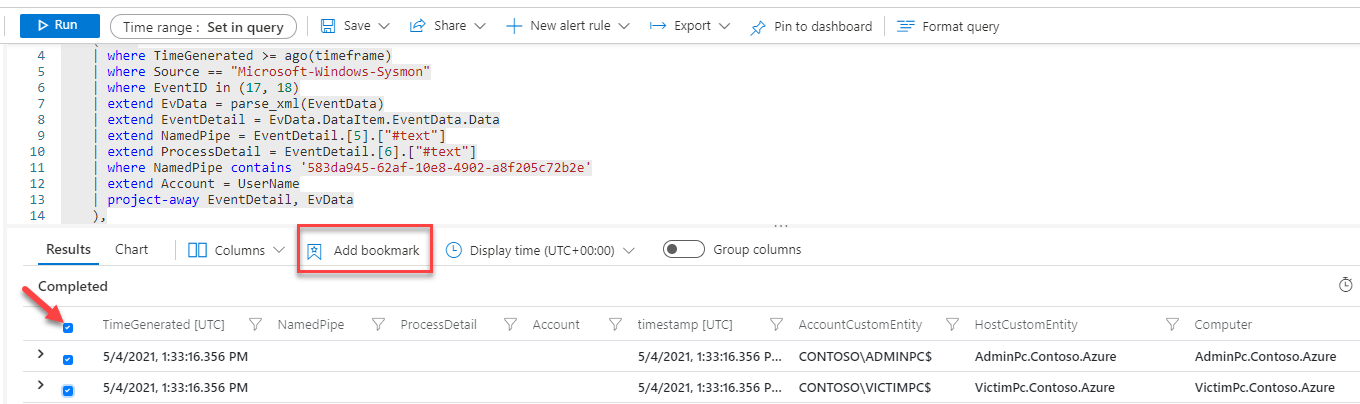 Run Time range : Set in query Save Share New alert rule Export Pin to dashboard Format query
4 | where TimeGenerated >= ago(timeframe)
5 | where Source == "Microsoft-Windows-Sysmon"
6 | where EventID in (17, 18)
7 | extend EvData = parse_xml(EventData)
8 | extend EventDetail = EvData.DataItem.EventData.Data
9 | extend NamedPipe = EventDetail.[5].["#text"]
10 | extend ProcessDetail = EventDetail.[6].["#text"]
11 | where NamedPipe contains '583da945-62af-10e8-4902-a8f205c72b2e'
12 | extend Account = UserName
13 | project-away EventDetail, EvData
14 ),
Results Chart Columns Add bookmark Display time (UTC+00:00) Group columns
Completed
TimeGenerated [UTC] NamedPipe ProcessDetail Account timestamp [UTC] AccountCustomEntity HostCustomEntity Computer
5/4/2021, 1:33:16.356 PM 5/4/2021, 1:33:16.356 P... CONTOSO\ADMINPC$ AdminPc.Contoso.Azure AdminPc.Contoso.Azure
5/4/2021, 1:33:16.356 PM 5/4/2021, 1:33:16.356 P... CONTOSO\VICTIMPC$ VictimPc.Contoso.Azure VictimPc.Contoso.Azure